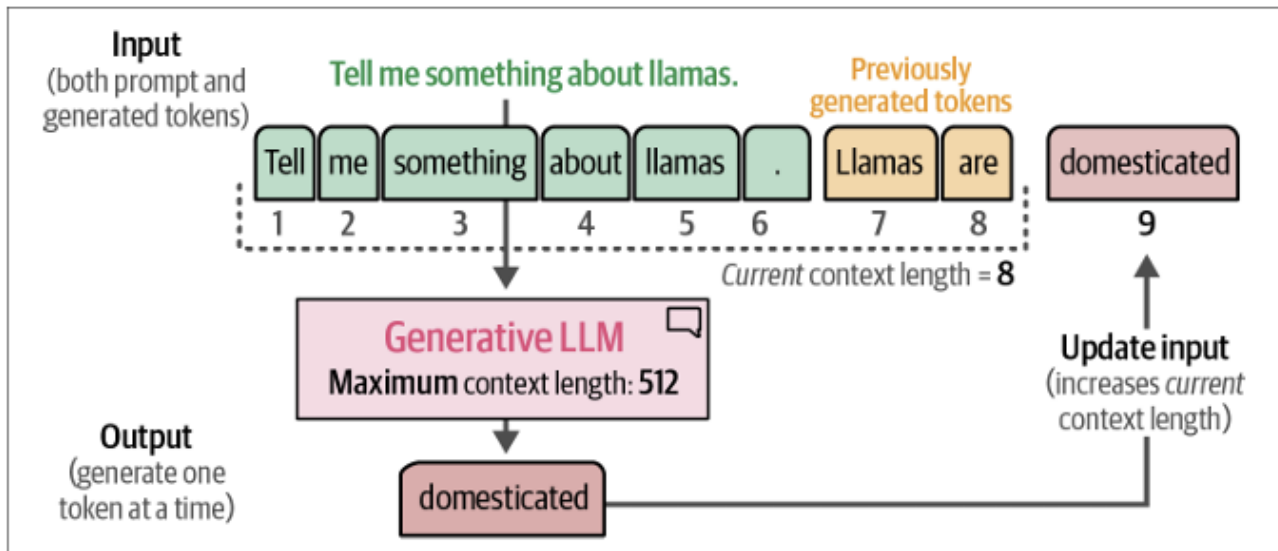 Input
(both prompt and
generated tokens)
Tell me something about llamas.
Previously
generated tokens
Tell me something about llamas . Llamas are domesticated
1 2 3 4 5 6 7 8 9
Current context length = 8
Generative LLM
Maximum context length: 512
Update input
(increases current
context length)
Output
(generate one
token at a time)
domesticated